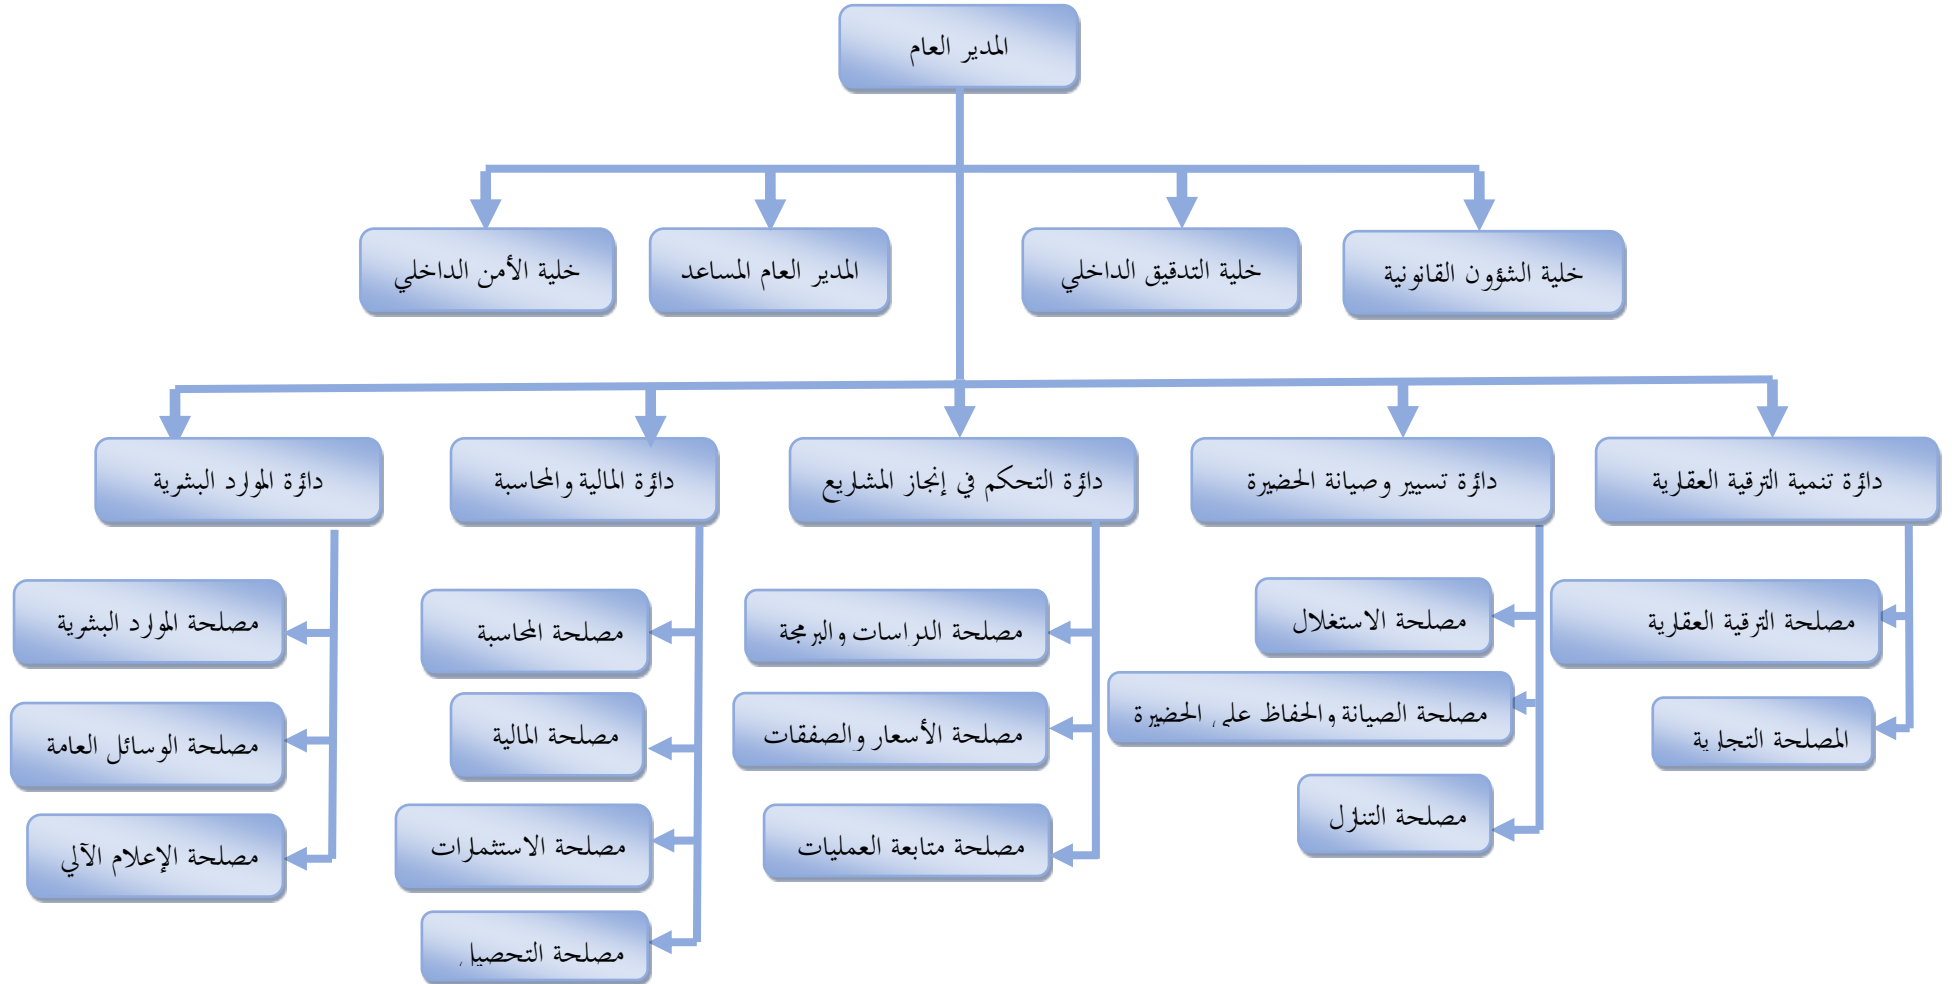 المدير العام
خلية الشؤون القانونية
خلية التدقيق الداخلي
المدير العام المساعد
خلية الأمن الداخلي
دائرة تنمية الترقية العقارية
دائرة تسيير وصيانة الحضيرة
دائرة التحكم في إنجاز المشاريع
دائرة المالية والمحاسبة
دائرة الموارد البشرية
مصلحة الترقية العقارية
المصلحة التجارية
مصلحة الاستغلال
مصلحة الصيانة والحفاظ على الحضيرة
مصلحة التنازل
مصلحة الدراسات والبرمجة
مصلحة الأسعار والصفقات
مصلحة متابعة العمليات
مصلحة المحاسبة
مصلحة المالية
مصلحة الاستثمارات
مصلحة التحصيل
مصلحة الموارد البشرية
مصلحة الوسائل العامة
مصلحة الإعلام الآلي